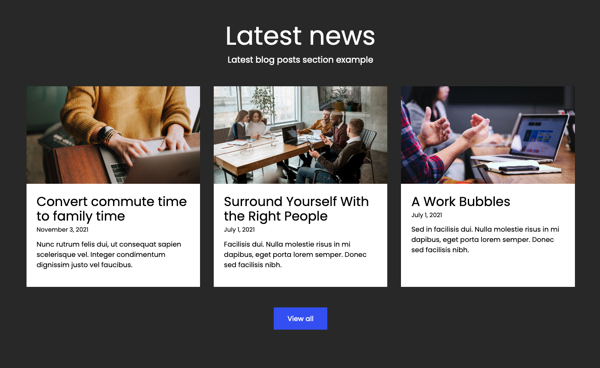 Latest news
Latest blog posts section example
Convert commute time
to family time
November 3, 2021
Nunc rutrum felis dui, ut consequat sapien
scelerisque vel. Integer condimentum
dignissim justo vel faucibus.
Surround Yourself With
the Right People
July 1, 2021
Facilisis dui. Nulla molestie risus in mi
dapibus, eget porta lorem semper. Donec
sed facilisis nibh.
A Work Bubbles
July 1, 2021
Sed in facilisis dui. Nulla molestie risus in mi
dapibus, eget porta lorem semper. Donec
sed facilisis nibh.
View all